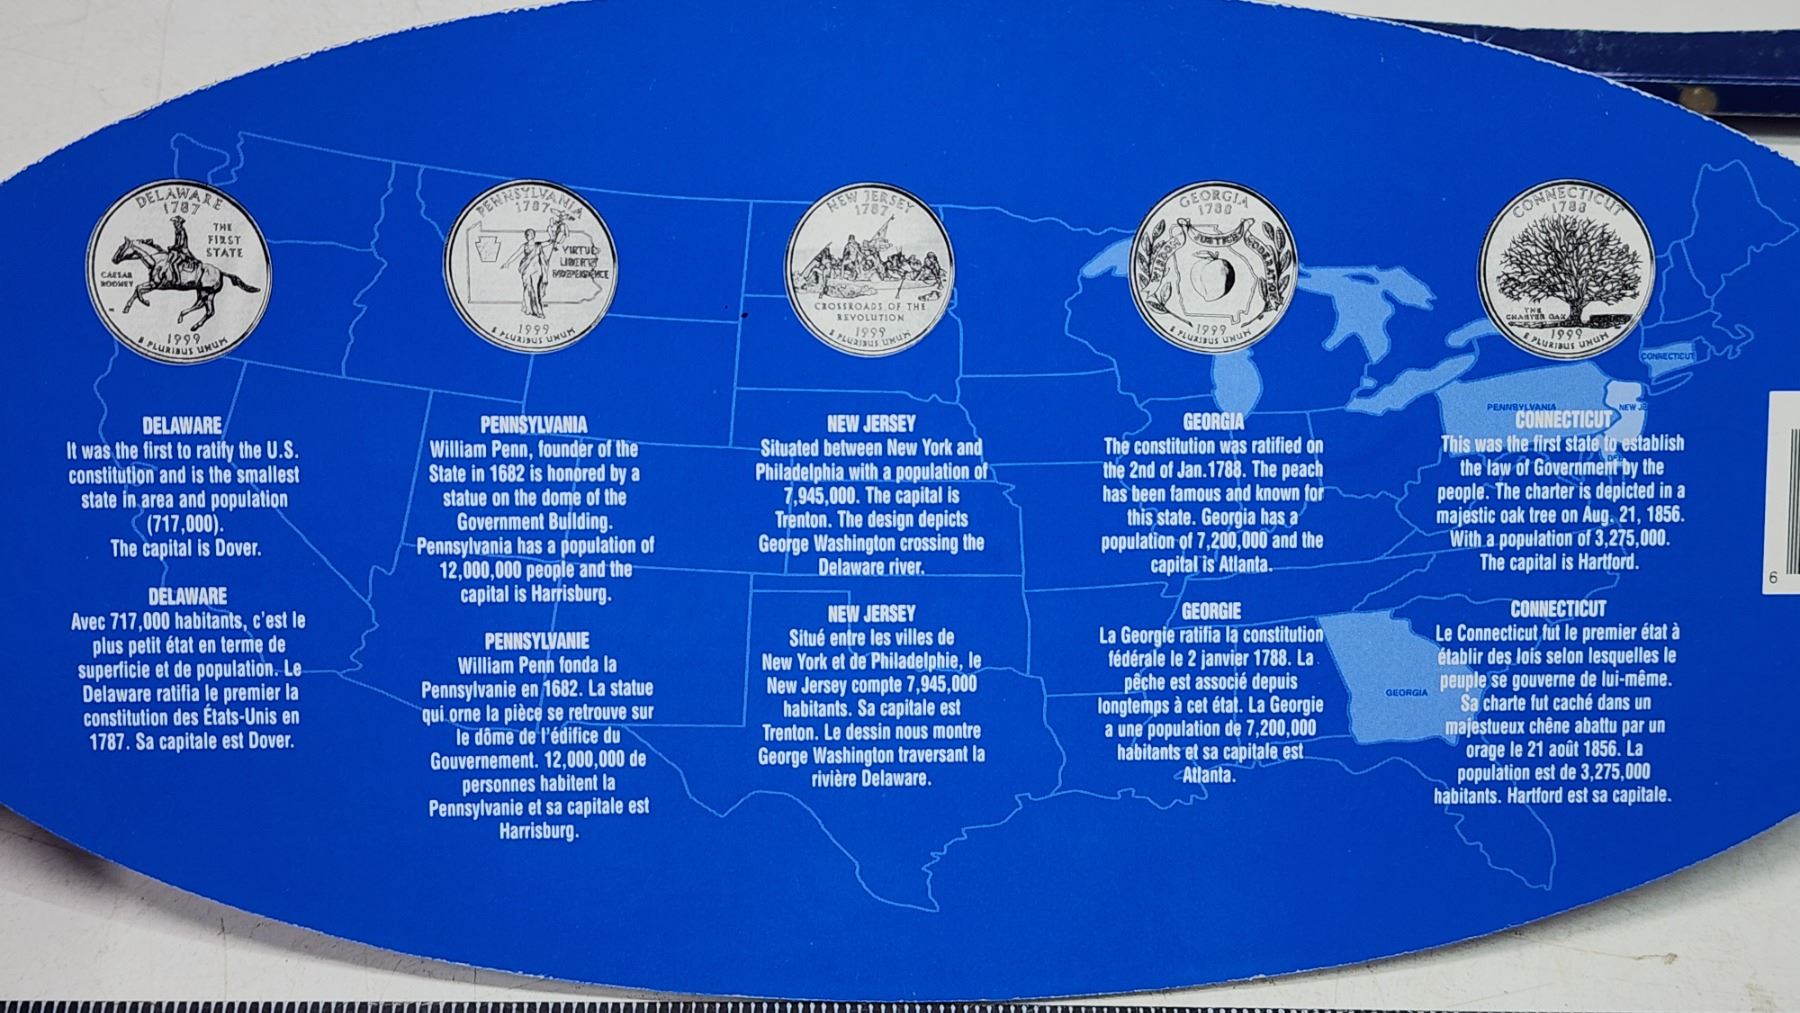 DELAWARE
1787
THE
FIRST
STATE
CAESAR
RODNEY
1999
E PLURIBUS UNUM
PENNSYLVANIA
1787
VIRTUE
LIBERTY
INDEPENDENCE
1999
E PLURIBUS UNUM
NEW JERSEY
1787
CROSSROADS OF THE
REVOLUTION
1999
E PLURIBUS UNUM
GEORGIA
1788
WISDOM JUSTICE MODERATION
1999
E PLURIBUS UNUM
CONNECTICUT
1788
THE
CHARTER OAK
1999
E PLURIBUS UNUM
CONNECTICUT
PENNSYLVANIA
NEW JE
GEORGIA
DELAWARE
It was the first to ratify the U.S.
constitution and is the smallest
state in area and population
(717,000).
The capital is Dover.
DELAWARE
Avec 717,000 habitants, c'est le
plus petit état en terme de
superficie et de population. Le
Delaware ratifia le premier la
constitution des États-Unis en
1787. Sa capitale est Dover.
PENNSYLVANIA
William Penn, founder of the
State in 1682 is honored by a
statue on the dome of the
Government Building.
Pennsylvania has a population of
12,000,000 people and the
capital is Harrisburg.
PENNSYLVANIE
William Penn fonda la
Pennsylvanie en 1682. La statue
qui orne la pièce se retrouve sur
le dôme de l'édifice du
Gouvernement. 12,000,000 de
personnes habitent la
Pennsylvanie et sa capitale est
Harrisburg.
NEW JERSEY
Situated between New York and
Philadelphia with a population of
7,945,000. The capital is
Trenton. The design depicts
George Washington crossing the
Delaware river.
NEW JERSEY
Situé entre les villes de
New York et de Philadelphie, le
New Jersey compte 7,945,000
habitants. Sa capitale est
Trenton. Le dessin nous montre
George Washington traversant la
rivière Delaware.
GEORGIA
The constitution was ratified on
the 2nd of Jan.1788. The peach
has been famous and known for
this state. Georgia has a
population of 7,200,000 and the
capital is Atlanta.
GEORGIE
La Georgie ratifia la constitution
fédérale le 2 janvier 1788. La
pêche est associé depuis
longtemps à cet état. La Georgie
a une population de 7,200,000
habitants et sa capitale est
Atlanta.
CONNECTICUT
This was the first state to establish
the law of Government by the
people. The charter is depicted in a
majestic oak tree on Aug. 21, 1856.
With a population of 3,275,000.
The capital is Hartford.
CONNECTICUT
Le Connecticut fut le premier état à
établir des lois selon lesquelles le
peuple se gouverne de lui-même.
Sa charte fut caché dans un
majestueux chêne abattu par un
orage le 21 août 1856. La
population est de 3,275,000
habitants. Hartford est sa capitale.
6